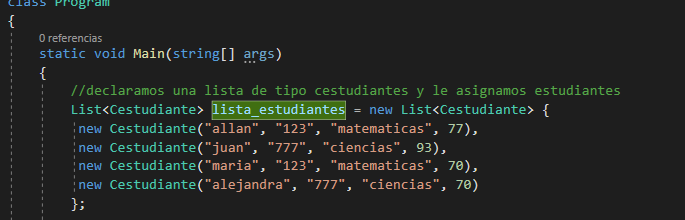 class Program
{
0 referencias
static void Main(string[] args)
{
//declaramos una lista de tipo cestudiantes y le asignamos estudiantes
List<Cestudiante> lista_estudiantes = new List<Cestudiante> {
new Cestudiante("allan", "123", "matematicas", 77),
new Cestudiante("juan", "777", "ciencias", 93),
new Cestudiante("maria", "123", "matematicas", 70),
new Cestudiante("alejandra", "777", "ciencias", 70)
};